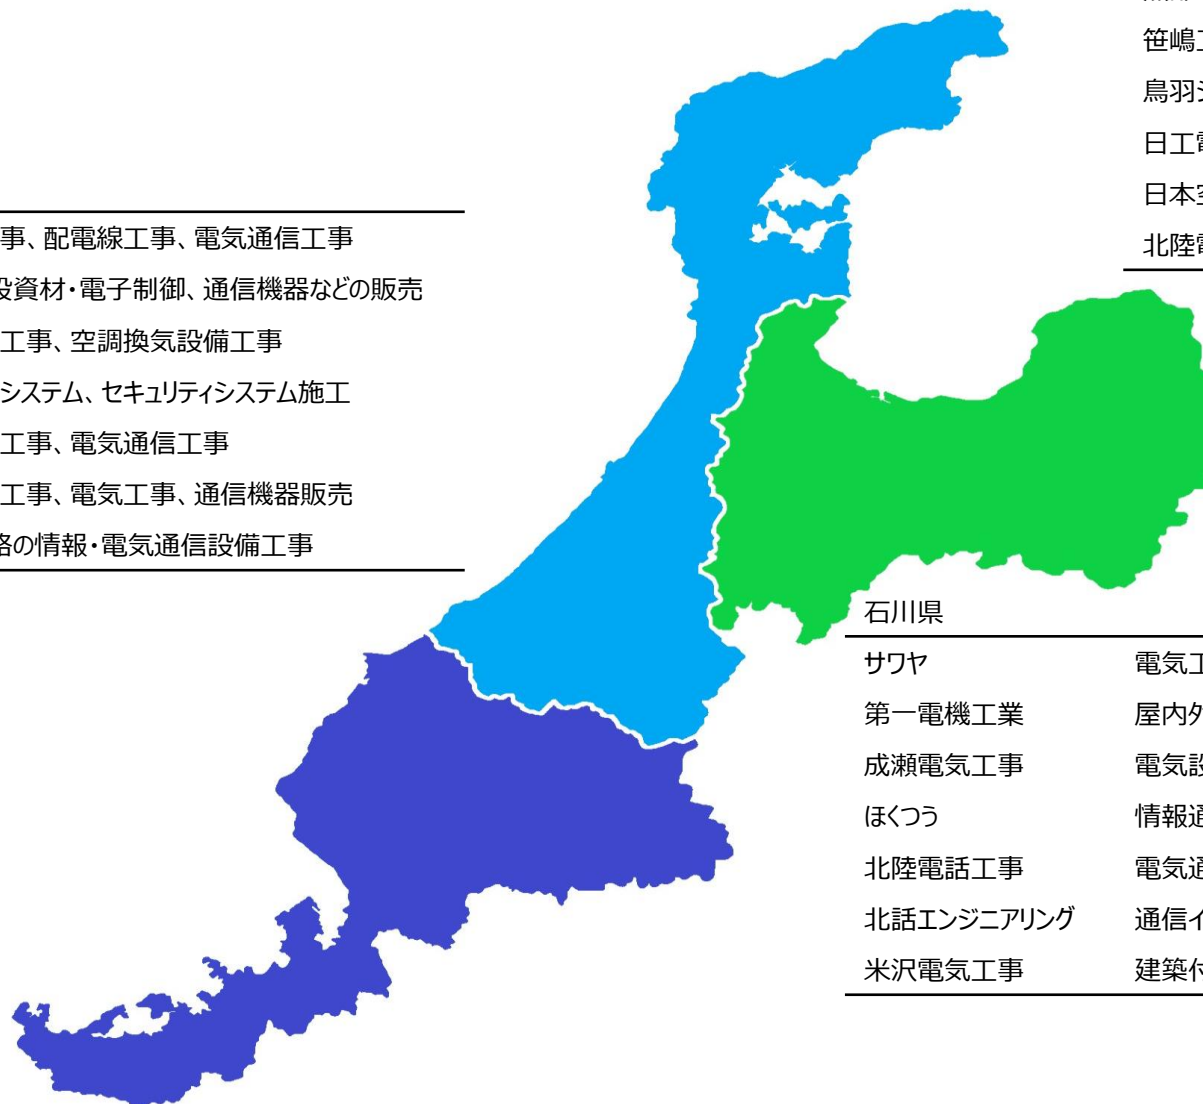 笹嶋
鳥羽
日工
日本
北陸
事、配電線工事、電気通信工事
設資材・電子制御、通信機器などの販売
工事、空調換気設備工事
システム、セキュリティシステム施工
工事、電気通信工事
工事、電気工事、通信機器販売
の情報・電気通信設備工事
石川県
サワヤ 電気
第一電機工業 屋内
成瀬電気工事 電気
ほくつう 情報
北陸電話工事 電気
北話エンジニアリング 通信
米沢電気工事 建築